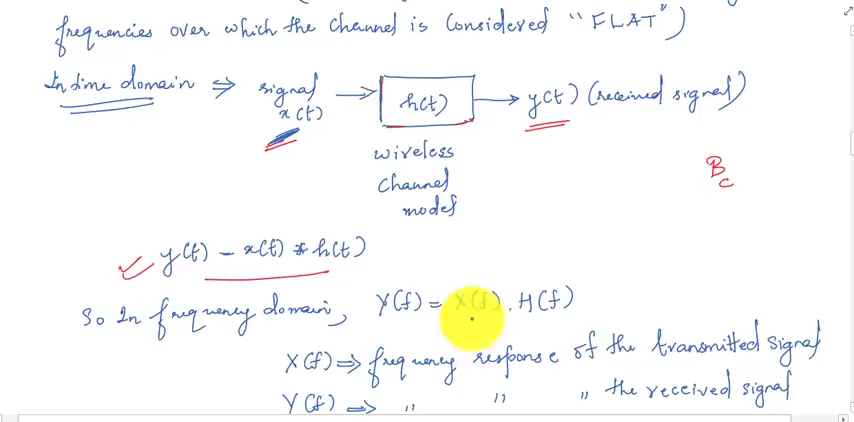 frequencies over which the channel is considered "FLAT")
In time domain ⇒ signal x(t) → h(t) → y(t) (received signal)
wireless
channel
model
B_c
y(t) - x(t) * h(t)
So In frequency domain, Y(f) = X(f) . H(f)
X(f) ⇒ frequency response of the transmitted signal
Y(f) ⇒ " " " the received signal